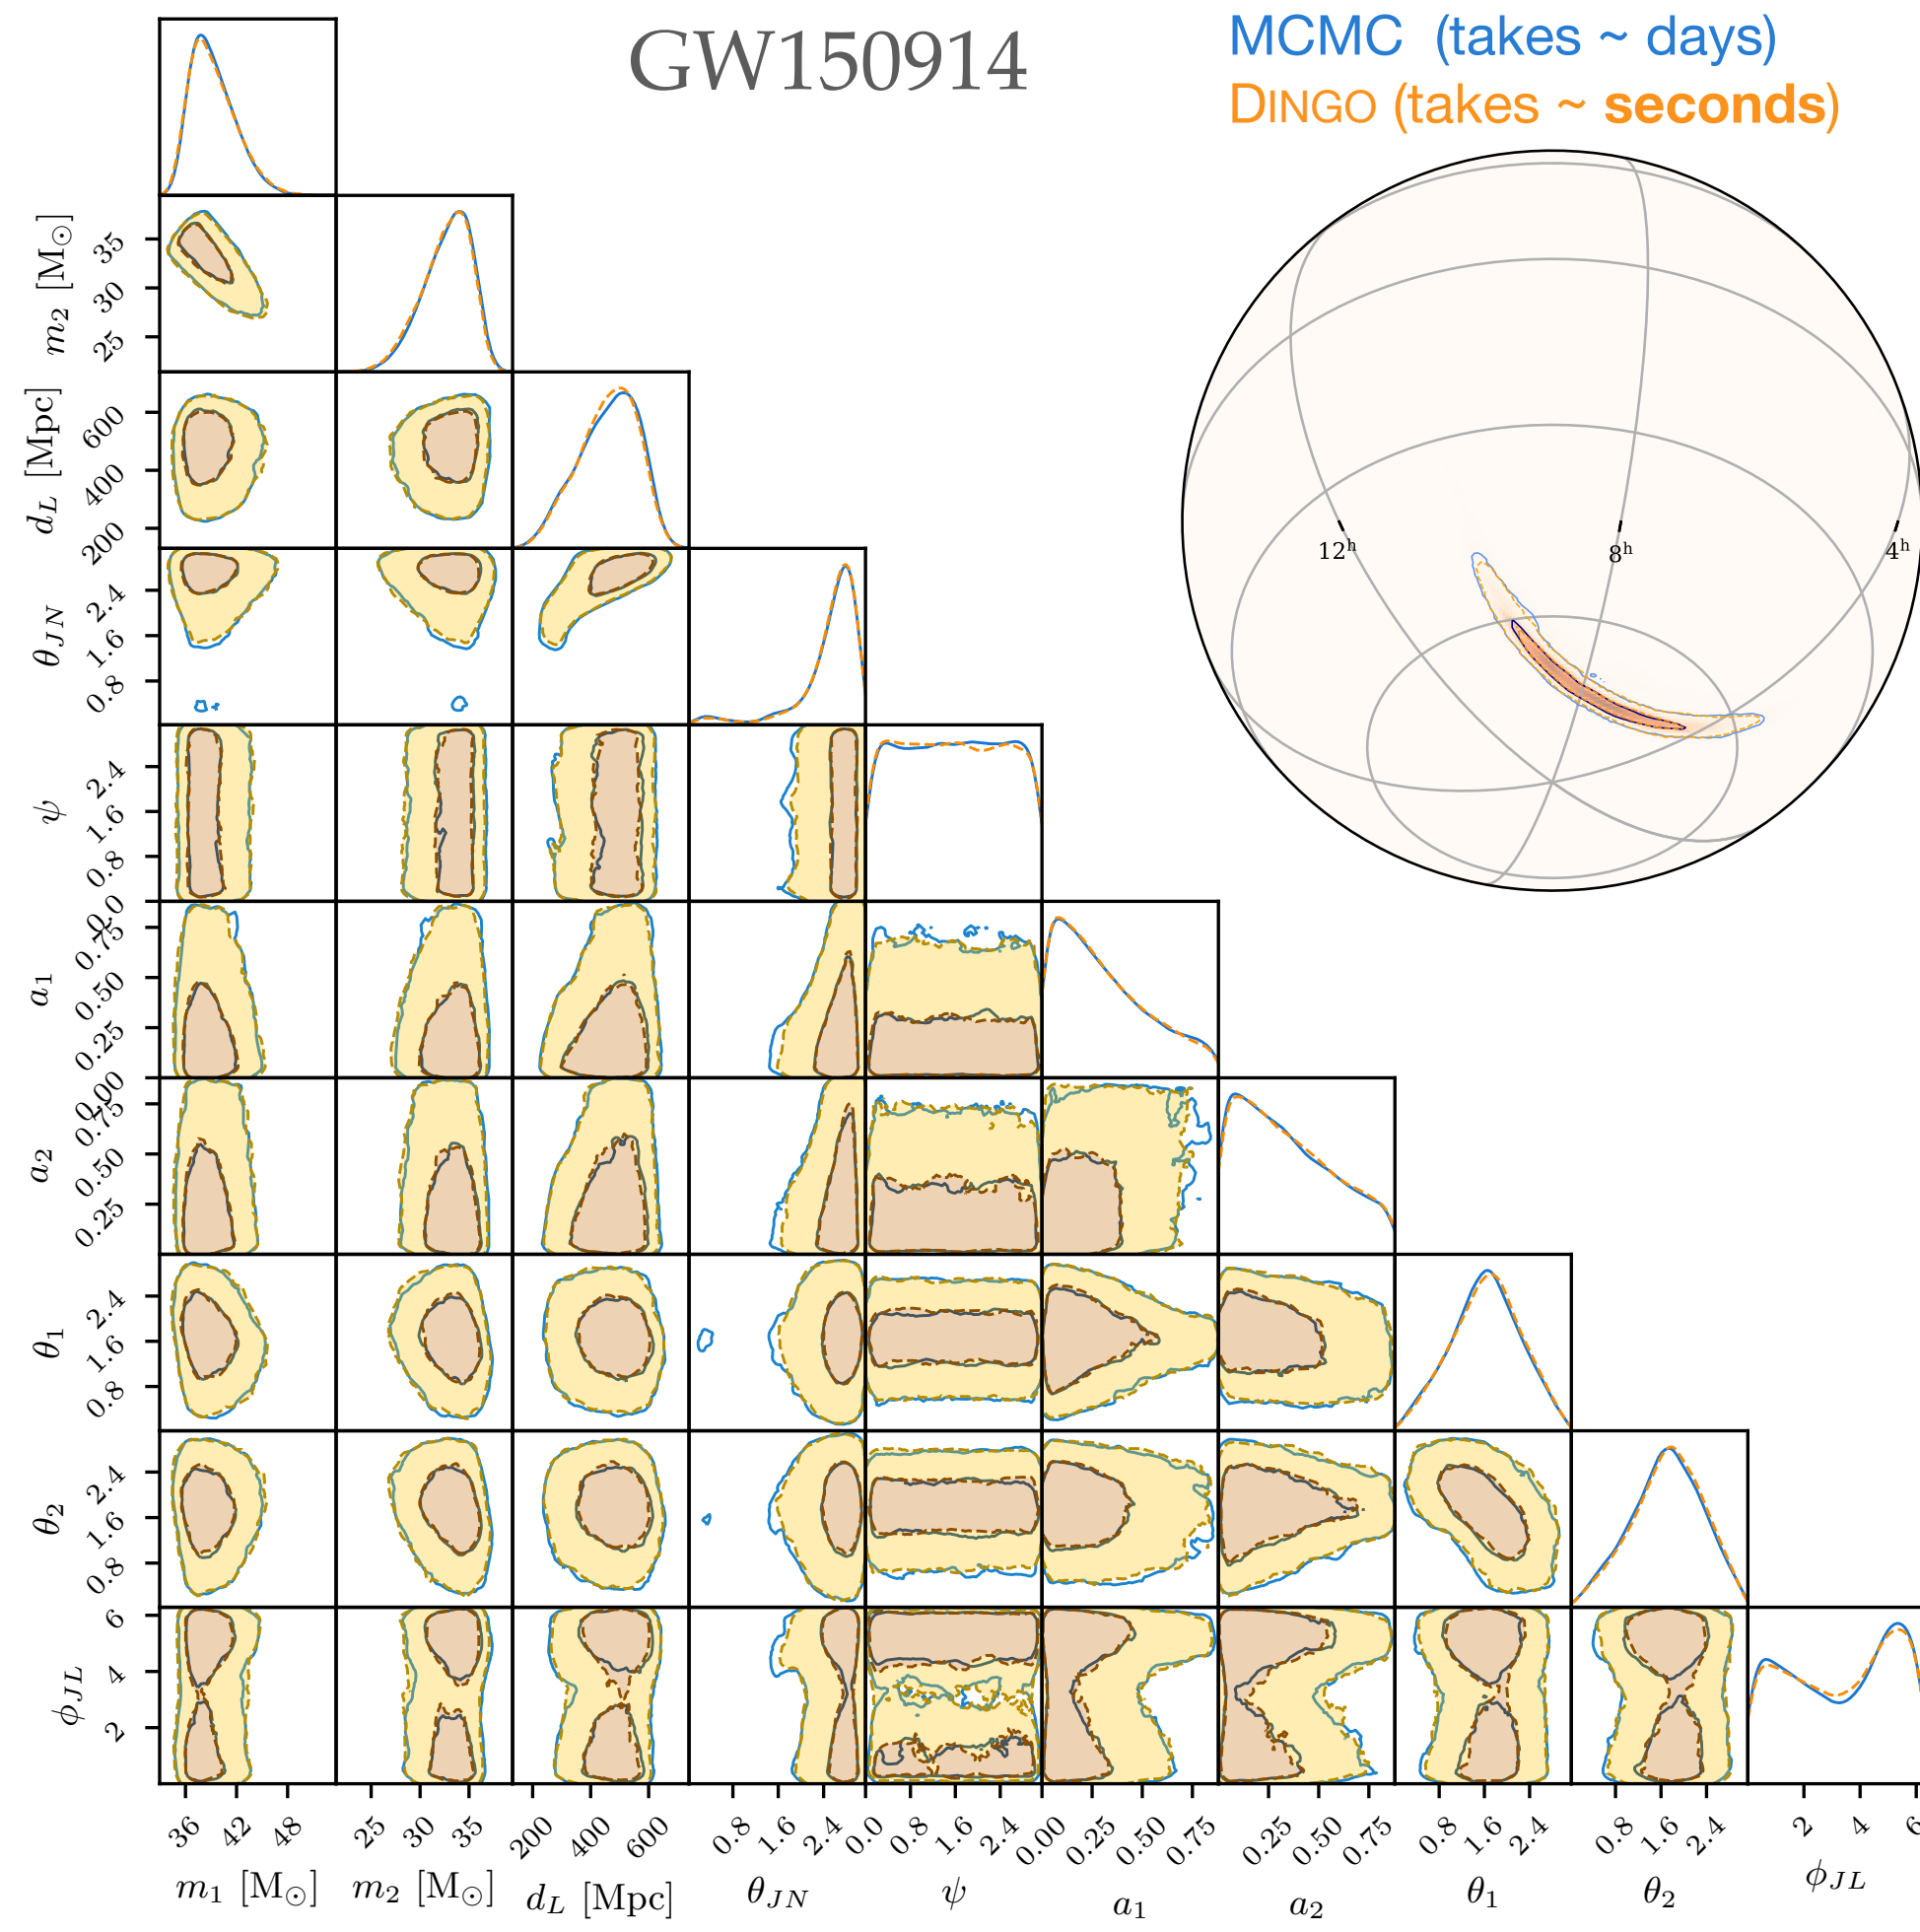 GW150914
MCMC (takes ~ days)
DINGO (takes ~ seconds)
12h
8h
4h
m2 [M⊙]
35
30
25
dL [Mpc]
600
400
200
θJN
2.4
1.6
0.8
ψ
2.4
1.6
0.8
0.0
a1
0.75
0.50
0.25
0.00
a2
0.75
0.50
0.25
θ1
2.4
1.6
0.8
θ2
2.4
1.6
0.8
ϕJL
6
4
2
36 42 48
25 30 35
200 400 600
0.8 1.6 2.4
0.0 0.8 1.6 2.4
0.00 0.25 0.50 0.75
0.25 0.50 0.75
0.8 1.6 2.4
0.8 1.6 2.4
2 4 6
m1 [M⊙]
m2 [M⊙]
dL [Mpc]
θJN
ψ
a1
a2
θ1
θ2
ϕJL